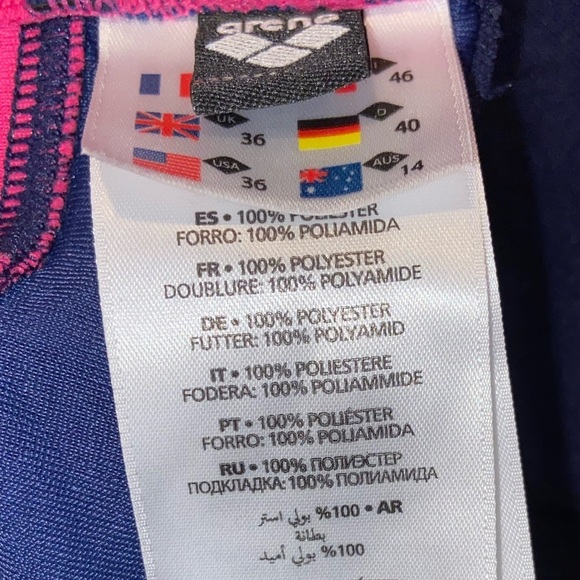 arena
46
UK
36
D
40
USA
36
AUS
14
ES • 100% POLIESTER
FORRO: 100% POLIAMIDA
FR • 100% POLYESTER
DOUBLURE: 100% POLYAMIDE
DE • 100% POLYESTER
FUTTER: 100% POLYAMID
IT • 100% POLIESTERE
FODERA: 100% POLIAMMIDE
PT • 100% POLIÉSTER
FORRO: 100% POLIAMIDA
RU • 100% ПОЛИЭСТЕР
ПОДКЛАДКА: 100% ПОЛИАМИДА
AR • 100% بولي استر
بطانة
100% بولي أميد